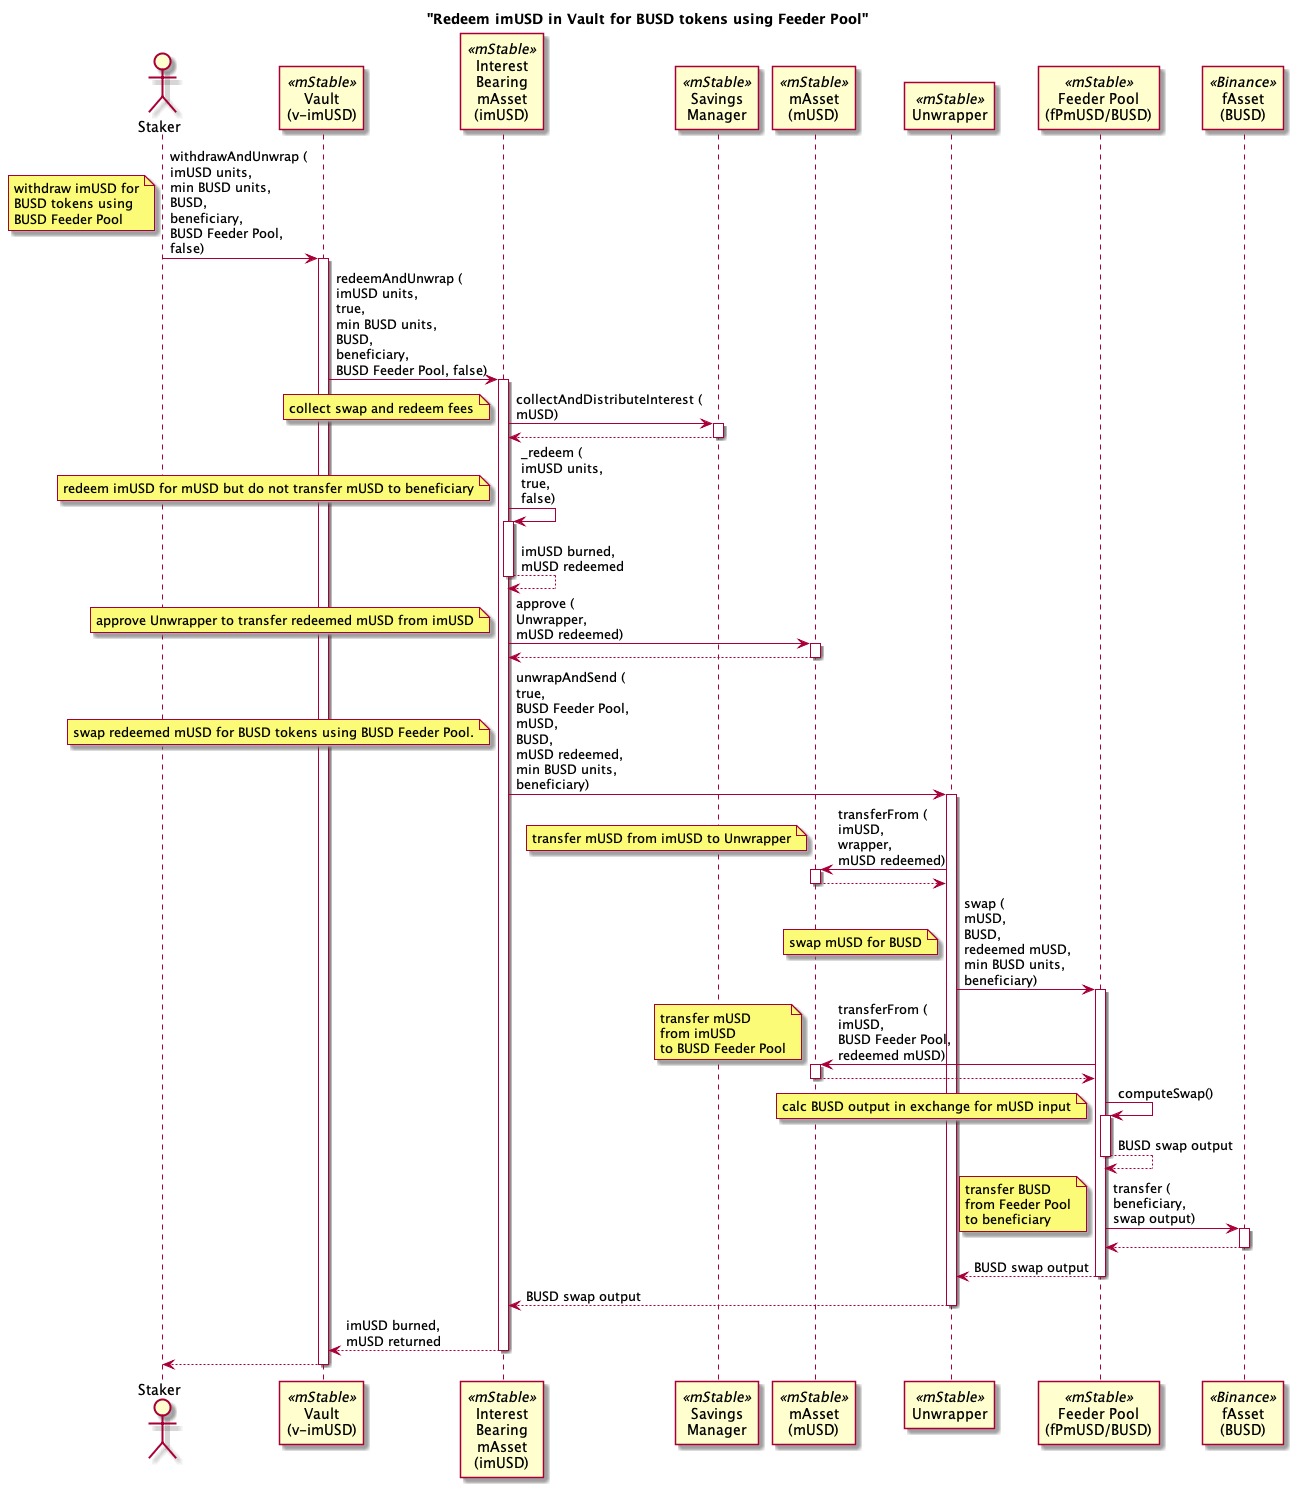 "Redeem imUSD in Vault for BUSD tokens using Feeder Pool"
Staker
«mStable»
Vault
(v-imUSD)
«mStable»
Interest
Bearing
mAsset
(imUSD)
«mStable»
Savings
Manager
«mStable»
mAsset
(mUSD)
«mStable»
Unwrapper
«mStable»
Feeder Pool
(fPmUSD/BUSD)
«Binance»
fAsset
(BUSD)
withdraw imUSD for
BUSD tokens using
BUSD Feeder Pool
withdrawAndUnwrap (
imUSD units,
min BUSD units,
BUSD,
beneficiary,
BUSD Feeder Pool,
false)
redeemAndUnwrap (
imUSD units,
true,
min BUSD units,
BUSD,
beneficiary,
BUSD Feeder Pool, false)
collect swap and redeem fees
collectAndDistributeInterest (
mUSD)
redeem imUSD for mUSD but do not transfer mUSD to beneficiary
_redeem (
imUSD units,
true,
false)
imUSD burned,
mUSD redeemed
approve Unwrapper to transfer redeemed mUSD from imUSD
approve (
Unwrapper,
mUSD redeemed)
swap redeemed mUSD for BUSD tokens using BUSD Feeder Pool.
unwrapAndSend (
true,
BUSD Feeder Pool,
mUSD,
BUSD,
mUSD redeemed,
min BUSD units,
beneficiary)
transfer mUSD from imUSD to Unwrapper
transferFrom (
imUSD,
wrapper,
mUSD redeemed)
swap mUSD for BUSD
swap (
mUSD,
BUSD,
redeemed mUSD,
min BUSD units,
beneficiary)
transfer mUSD
from imUSD
to BUSD Feeder Pool
transferFrom (
imUSD,
BUSD Feeder Pool,
redeemed mUSD)
calc BUSD output in exchange for mUSD input
computeSwap()
BUSD swap output
transfer BUSD
from Feeder Pool
to beneficiary
transfer (
beneficiary,
swap output)
BUSD swap output
BUSD swap output
imUSD burned,
mUSD returned
Staker
«mStable»
Vault
(v-imUSD)
«mStable»
Interest
Bearing
mAsset
(imUSD)
«mStable»
Savings
Manager
«mStable»
mAsset
(mUSD)
«mStable»
Unwrapper
«mStable»
Feeder Pool
(fPmUSD/BUSD)
«Binance»
fAsset
(BUSD)